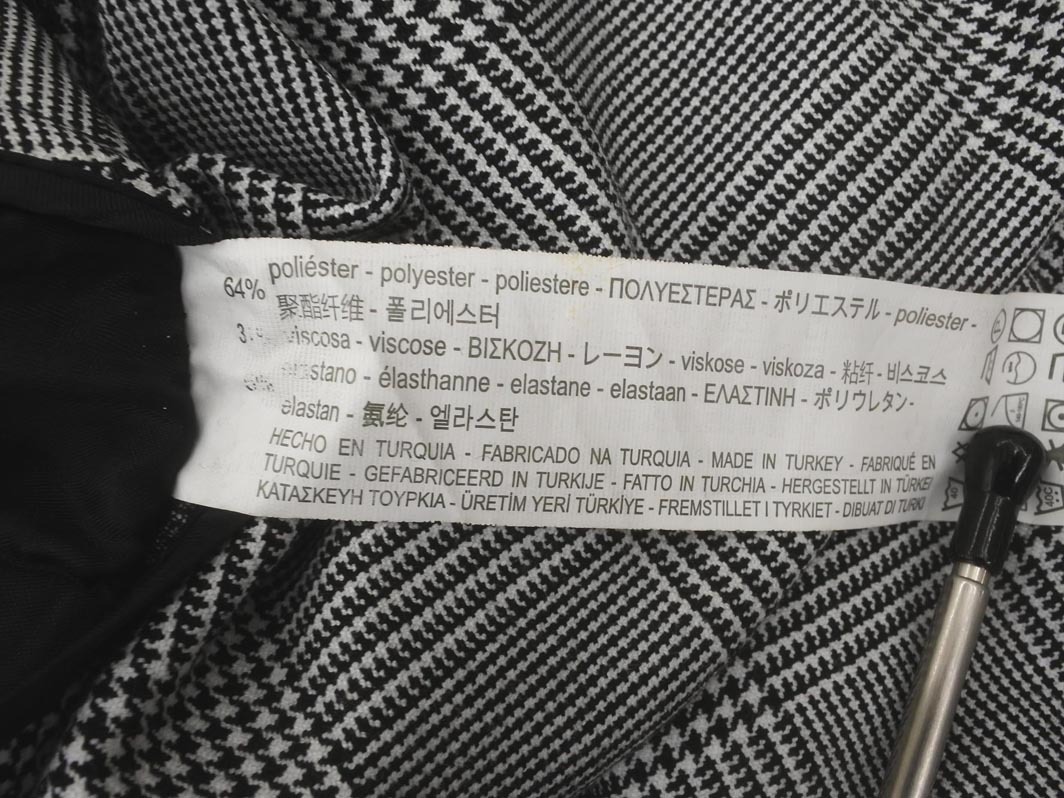 64% poliéster - polyester - poliestere - ΠΟΛΥΕΣΤΕΡΑΣ - ポリエステル - poliester -
聚酯纤维 - 폴리에스터
viscosa - viscose - ΒΙΣΚΟΖΗ - レーヨン - viskose - viskoza - 粘纤 - 비스코스
elastano - élasthanne - elastane - elastaan - ΕΛΑΣΤΙΝΗ - ポリウレタン-
elastan - 氨纶 - 엘라스탄
HECHO EN TURQUIA - FABRICADO NA TURQUIA - MADE IN TURKEY - FABRIQUÉ EN
TURQUIE - GEFABRICEERD IN TURKIJE - FATTO IN TURCHIA - HERGESTELLT IN TÜRKEI
ΚΑΤΑΣΚΕΥΗ ΤΟΥΡΚΙΑ - ÜRETİM YERİ TÜRKİYE - FREMSTILLET I TYRKIET - DIBUAT DI TURKI